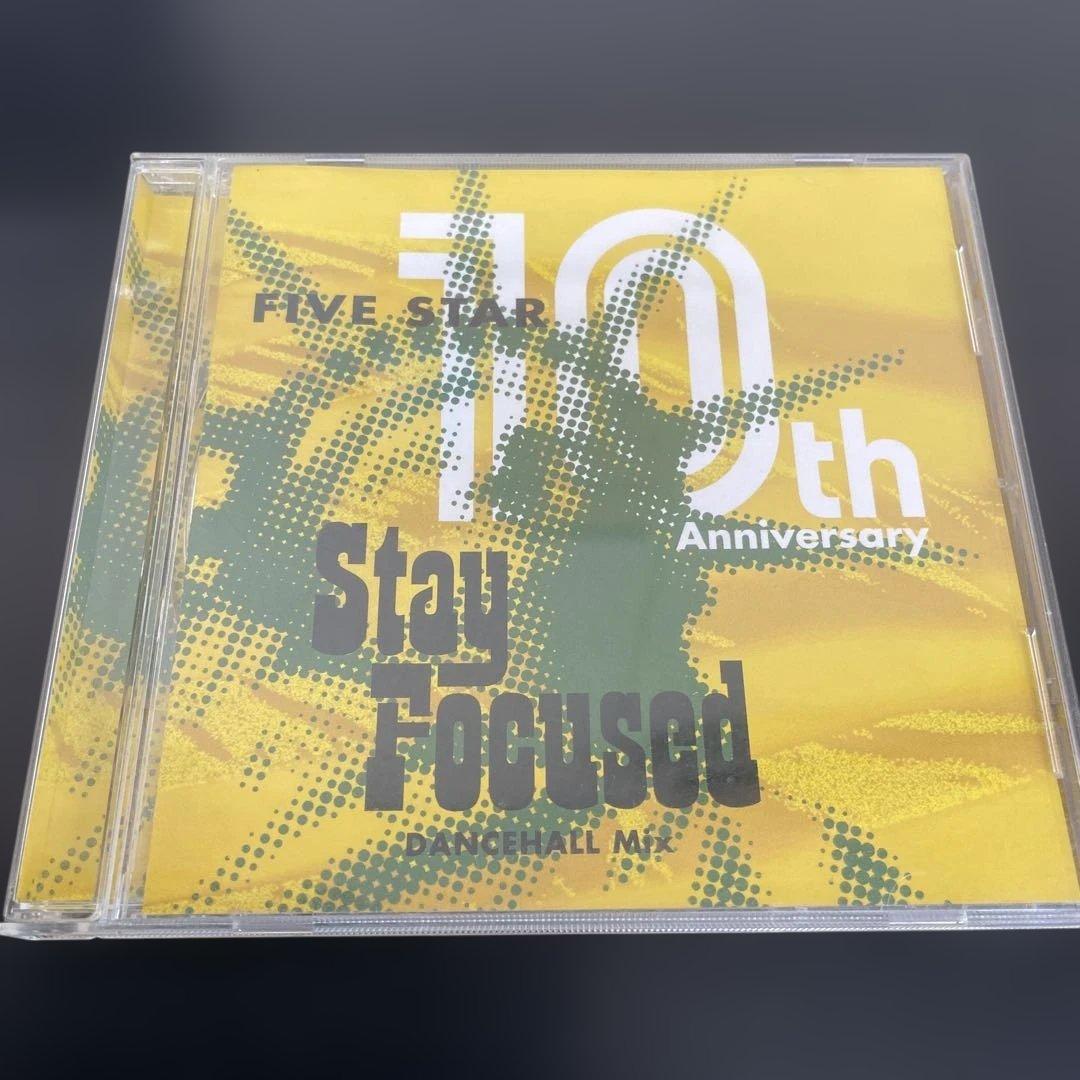 10th
FIVE STAR
Anniversary
Stay
Focused
DANCEHALL Mix